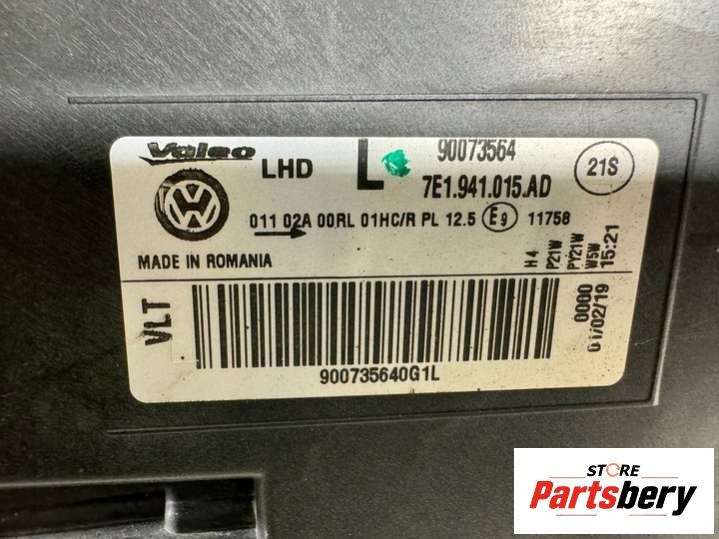 Valeo LHD L 90073564
7E1.941.015.AD 21S
011 02A 00RL 01HC/R PL 12.5 E9 11758
MADE IN ROMANIA
H4
P21W
PY21W
W5W
15:21
VLT
0000
01/02/19
900735640G1L
STORE
Partsbery